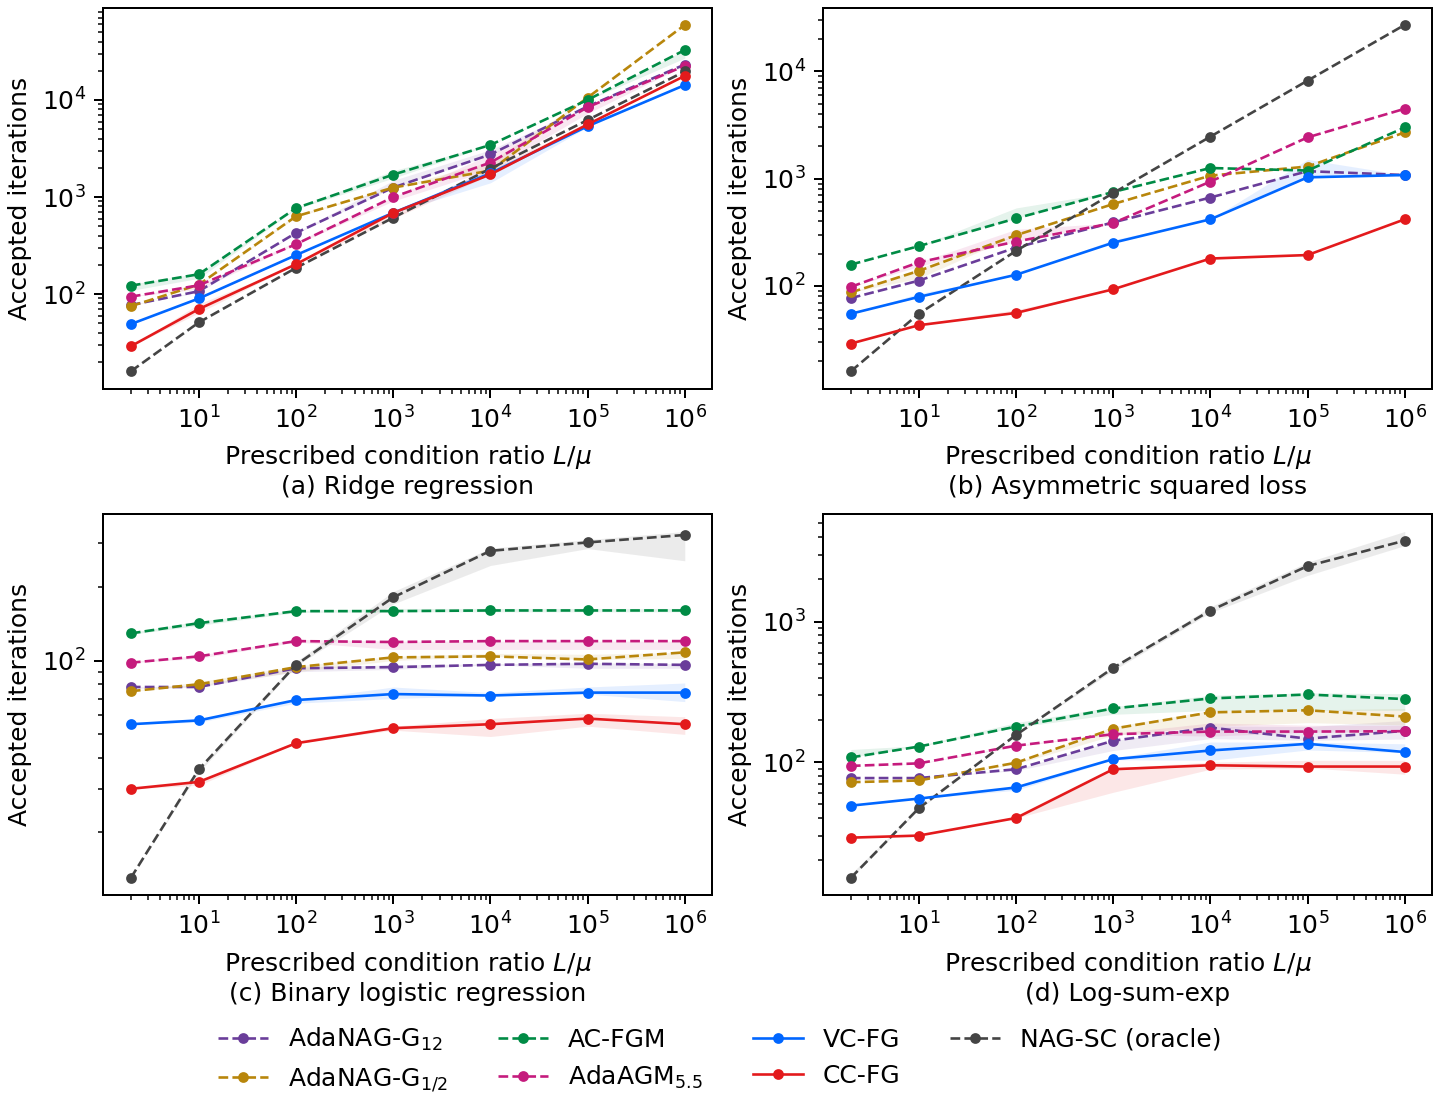 Accepted iterations
10^4
10^3
10^2
10^1 10^2 10^3 10^4 10^5 10^6
Prescribed condition ratio L/μ
(a) Ridge regression
Accepted iterations
10^4
10^3
10^2
10^1 10^2 10^3 10^4 10^5 10^6
Prescribed condition ratio L/μ
(b) Asymmetric squared loss
Accepted iterations
10^2
10^1 10^2 10^3 10^4 10^5 10^6
Prescribed condition ratio L/μ
(c) Binary logistic regression
Accepted iterations
10^3
10^2
10^1 10^2 10^3 10^4 10^5 10^6
Prescribed condition ratio L/μ
(d) Log-sum-exp
AdaNAG-G_12 AC-FGM VC-FG NAG-SC (oracle)
AdaNAG-G_1/2 AdaAGM_5.5 CC-FG